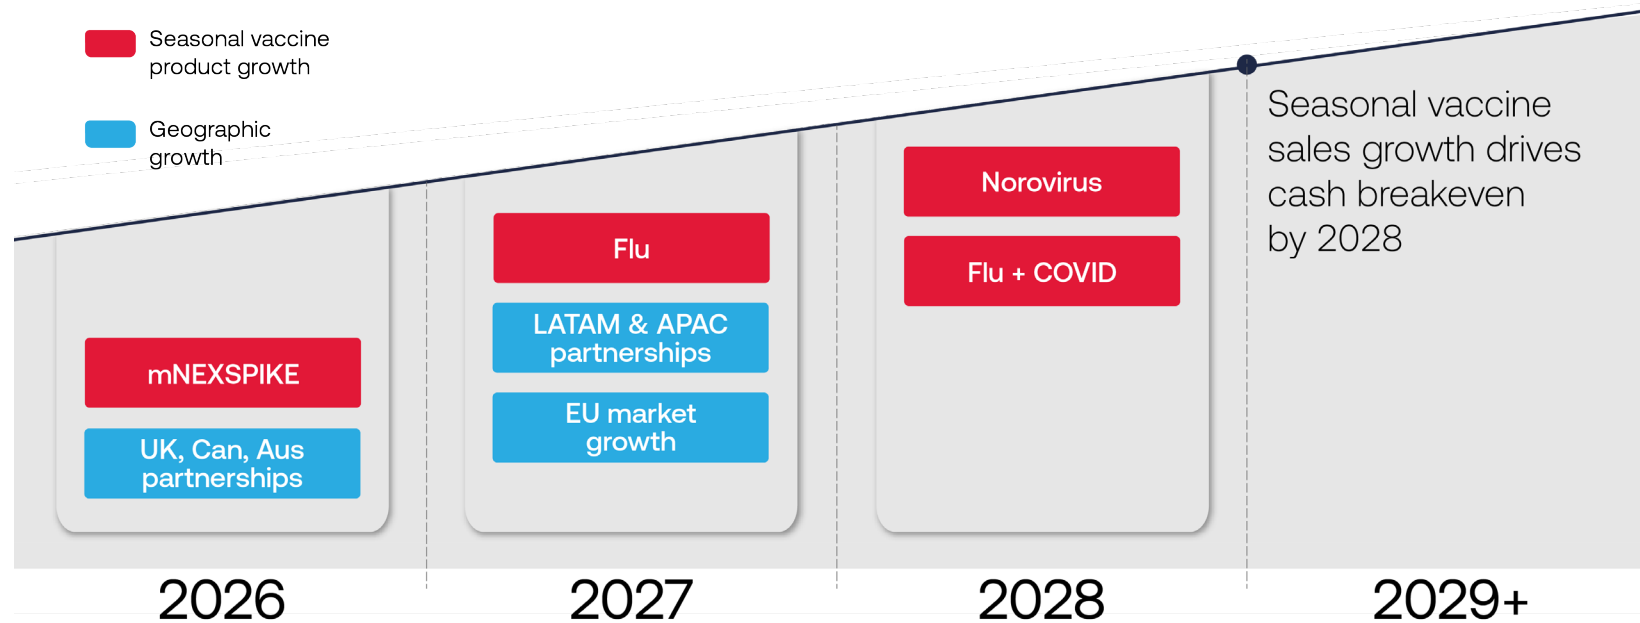 Seasonal vaccine
product growth
Geographic
growth
mNEXSPIKE
UK, Can, Aus
partnerships
Flu
LATAM & APAC
partnerships
EU market
growth
Norovirus
Flu + COVID
Seasonal vaccine
sales growth drives
cash breakeven
by 2028
2026
2027
2028
2029+